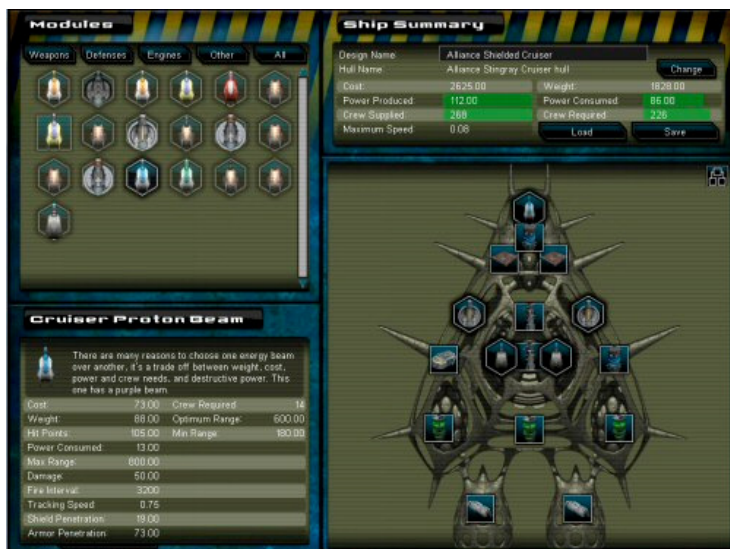 Modules
Weapons Defenses Engines Other All
Ship Summary
Design Name: Alliance Shielded Cruiser
Hull Name: Alliance Stingray Cruiser hull
Change
Cost: 2625.00 Weight: 1828.00
Power Produced: 112.00 Power Consumed: 86.00
Crew Supplied 268 Crew Required 226
Maximum Speed 0.08 Load Save
Cruiser Proton Beam
There are many reasons to choose one energy beam
over another, it's a trade off between weight, cost,
power and crew needs, and destructive power. This
one has a purple beam.
Cost: 73.00 Crew Required 14
Weight: 88.00 Optimum Range: 600.00
Hit Points: 105.00 Min Range: 180.00
Power Consumed: 13.00
Max Range: 800.00
Damage: 50.00
Fire Interval: 3200
Tracking Speed 0.75
Shield Penetration: 19.00
Armor Penetration: 73.00